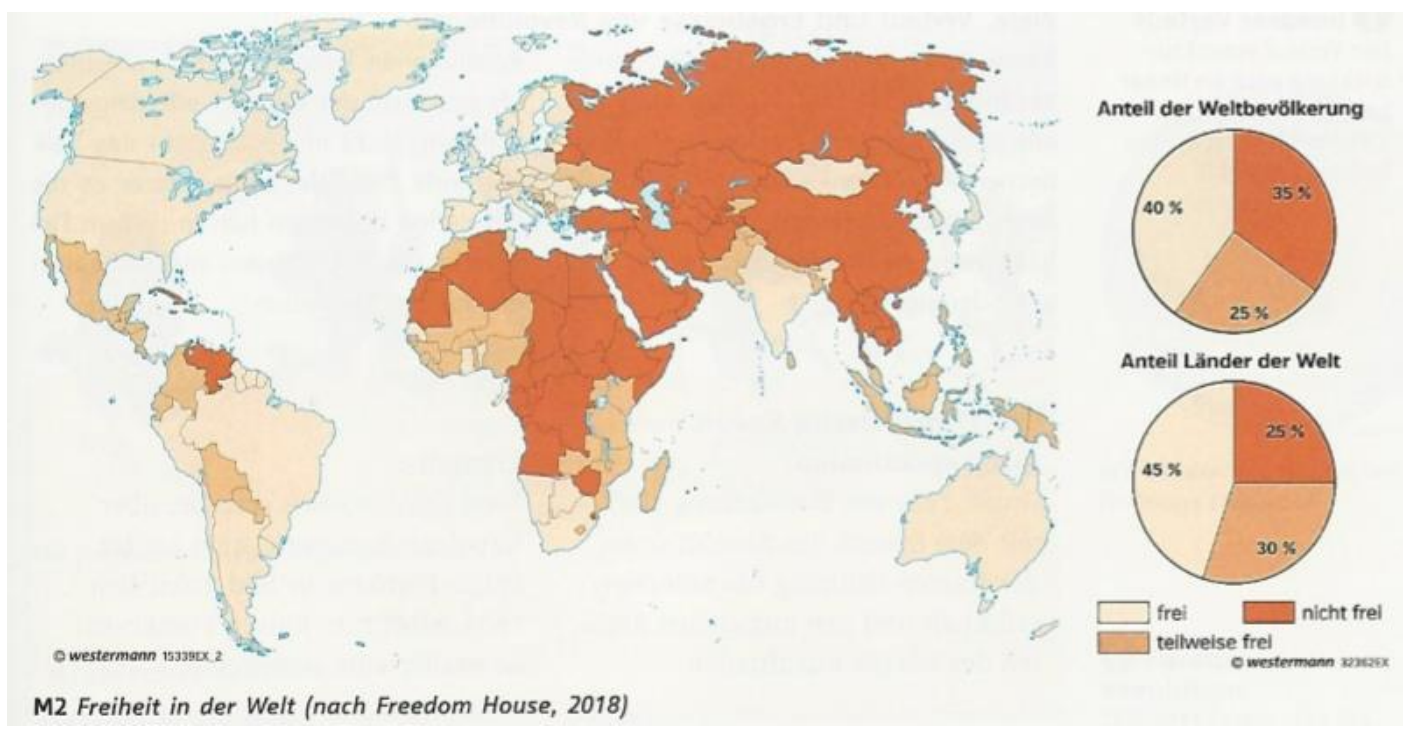 Anteil der Weltbevölkerung
40 %
35 %
25 %
Anteil Länder der Welt
25 %
45 %
30 %
frei
nicht frei
teilweise frei
© westermann 15339EX_2
© westermann 32362EX
M2 Freiheit in der Welt (nach Freedom House, 2018)